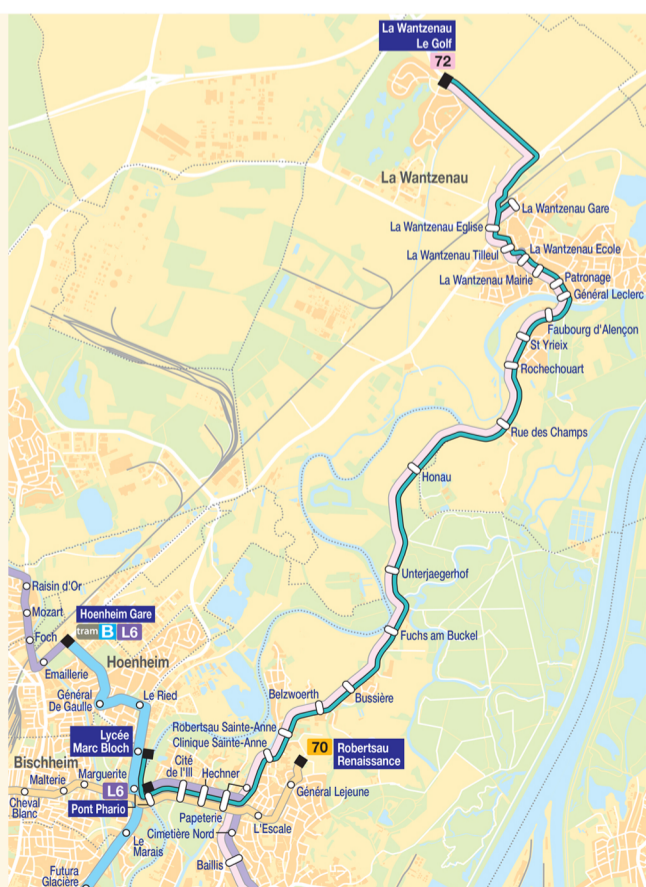 La Wantzenau
Le Golf
72
La Wantzenau
La Wantzenau Gare
La Wantzenau Eglise
La Wantzenau Ecole
La Wantzenau Tilleul
La Wantzenau Mairie
Patronage
Général Leclerc
Faubourg d'Alençon
St Yrieix
Rochechouart
Rue des Champs
Honau
Unterjaegerhof
Raisin d'Or
Mozart
Foch
Hoenheim Gare
tram B L6
Fuchs am Buckel
Hoenheim
Emaillerie
Général
De Gaulle
Le Ried
Belzwoerth
Bussière
Robertsau Sainte-Anne
Clinique Sainte-Anne
Lycée
Marc Bloch
70
Robertsau
Renaissance
Bischheim
Cité
de l'Ill
Hechner
Malterie
Marguerite
L6
Général Lejeune
Cheval
Blanc
Pont Phario
Papeterie
L'Escale
Cimetière Nord
Le
Marais
Baillis
Futura
Glacière